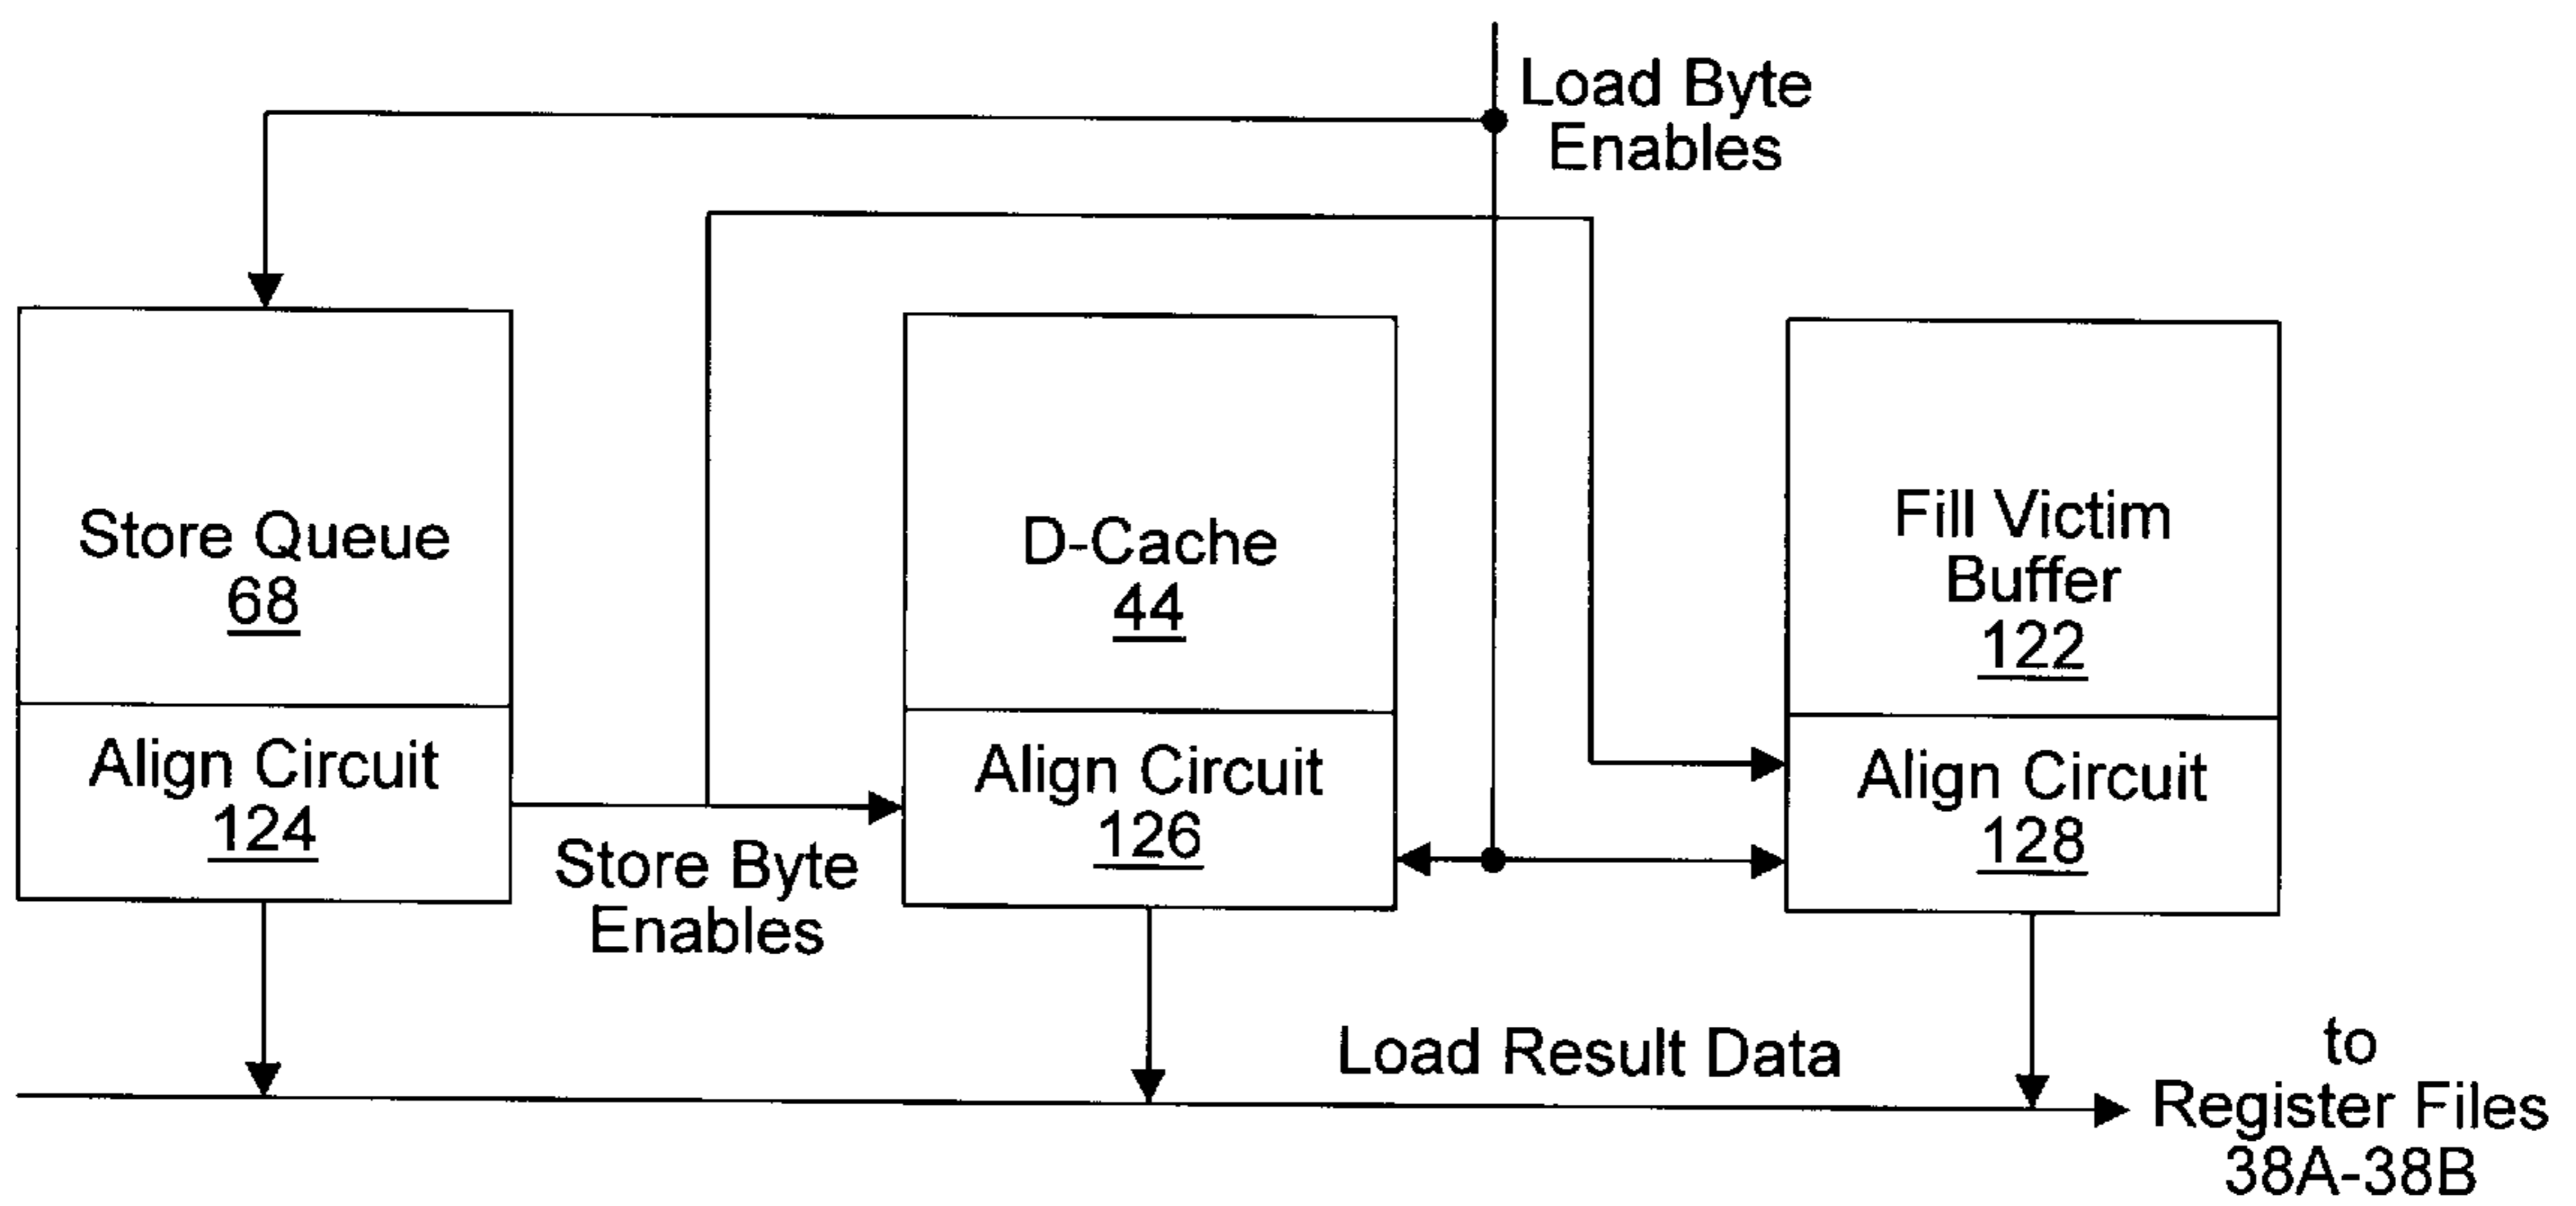 Load Byte
Enables
Store Queue
68
D-Cache
44
Fill Victim
Buffer
122
Align Circuit
124
Align Circuit
126
Align Circuit
128
Store Byte
Enables
Load Result Data
to
Register Files
38A-38B